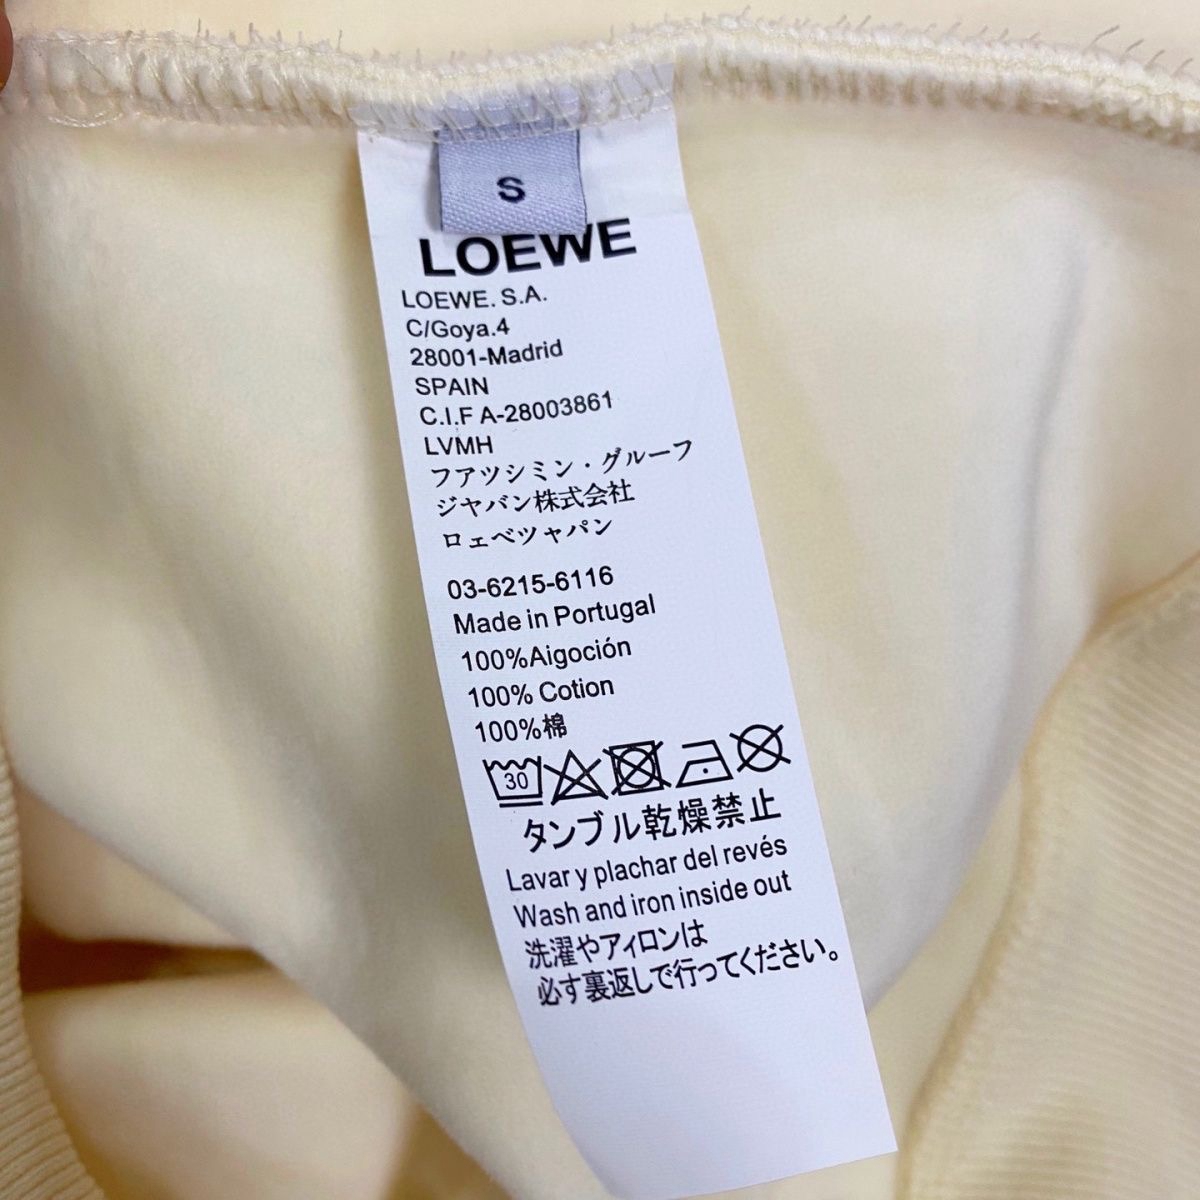 S
LOEWE
LOEWE. S.A.
C/Goya.4
28001-Madrid
SPAIN
C.I.F A-28003861
LVMH
フアツシミン・グルーフ
ジヤバン株式会社
ロェベツャパン
03-6215-6116
Made in Portugal
100%Aigoción
100% Cotion
100%棉
30
タンブル乾燥禁止
Lavar y plachar del revés
Wash and iron inside out
洗濯やアィロンは
必す裏返しで行ってください。